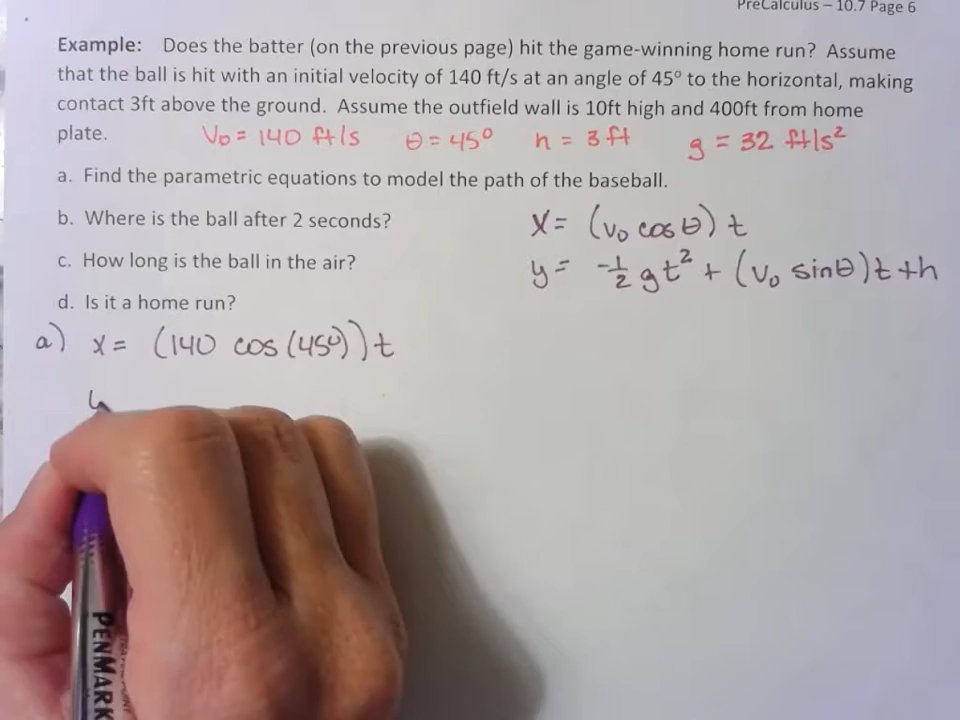 PreCalculus – 10.7 Page 6
Example: Does the batter (on the previous page) hit the game-winning home run? Assume
that the ball is hit with an initial velocity of 140 ft/s at an angle of 45° to the horizontal, making
contact 3ft above the ground. Assume the outfield wall is 10ft high and 400ft from home
plate. V₀ = 140 ft/s θ = 45° h = 3 ft g = 32 ft/s²
a. Find the parametric equations to model the path of the baseball.
b. Where is the ball after 2 seconds? x = (v₀ cos θ) t
c. How long is the ball in the air? y = -½ g t² + (v₀ sin θ) t + h
d. Is it a home run?
a) x = (140 cos (45°)) t
PENMARK